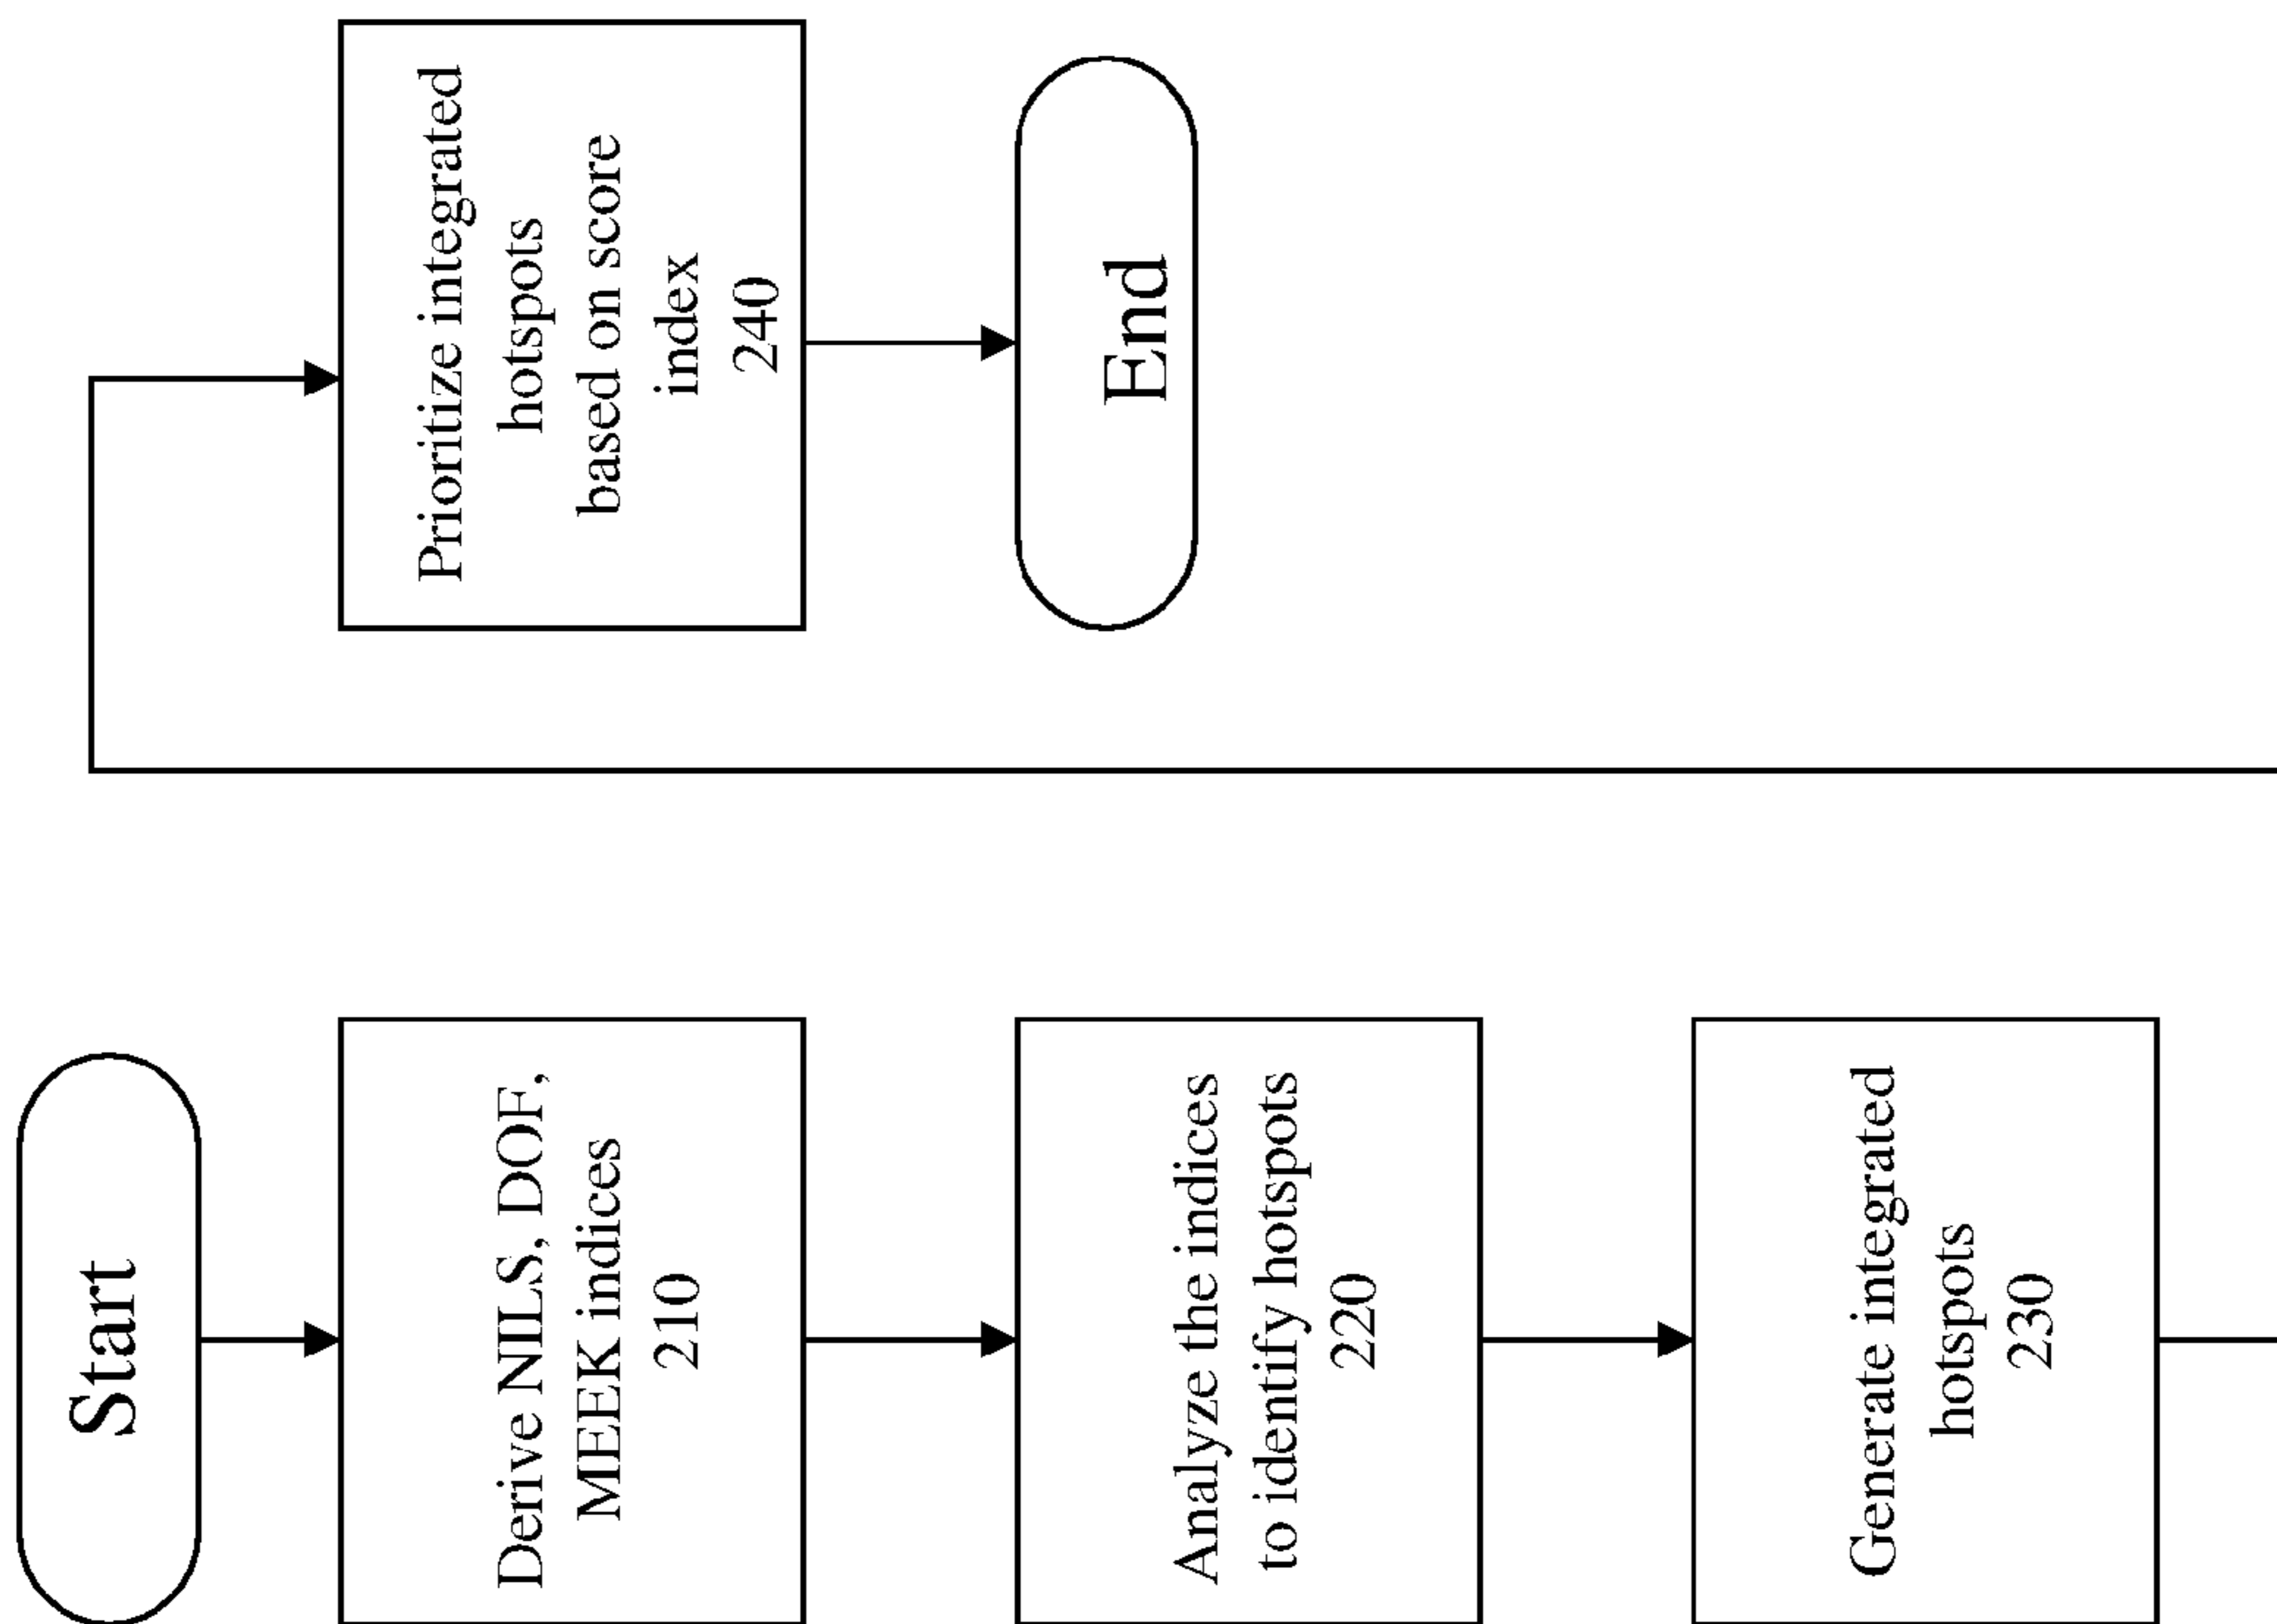 Start
Derive NILS, DOF,
MEEK indices
210
Analyze the indices
to identify hotspots
220
Generate integrated
hotspots
230
Prioritize integrated
hotspots
based on score
index
240
End